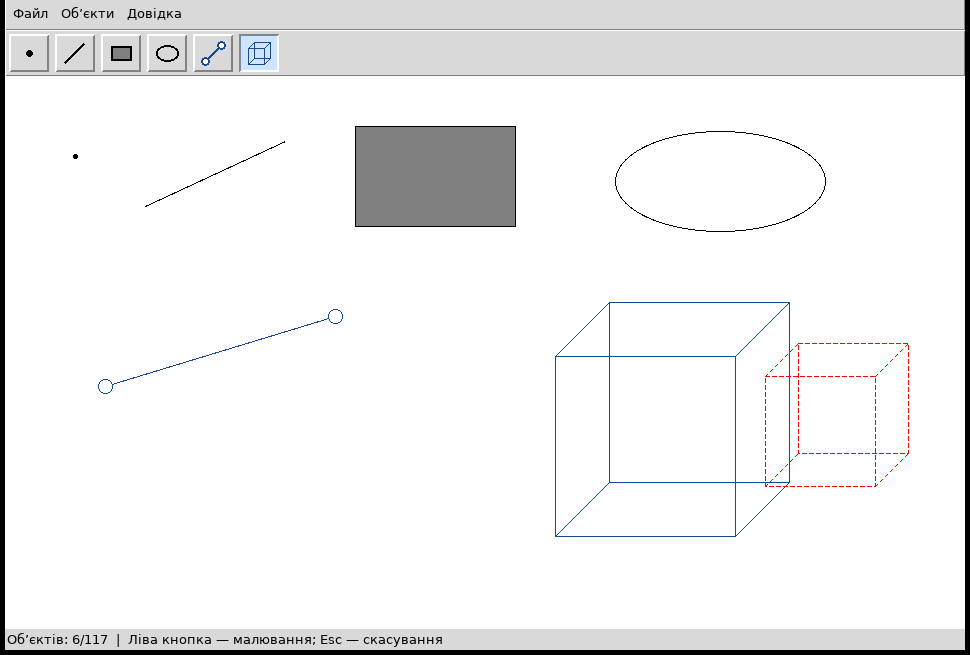 Файл Об’єкти Довідка
Об’єктів: 6/117 | Ліва кнопка — малювання; Esc — скасування